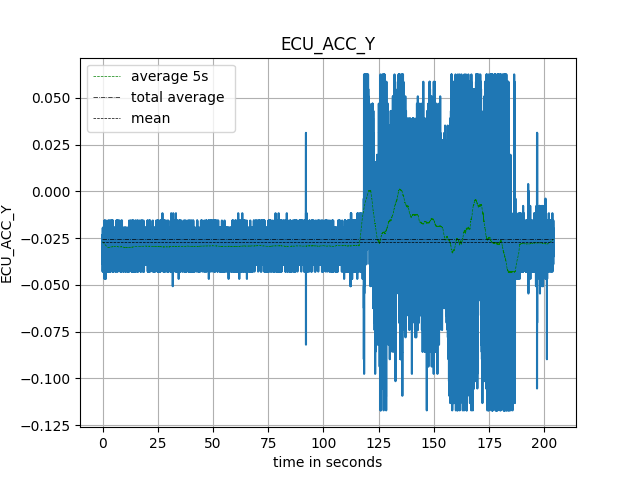 ECU_ACC_Y
average 5s
total average
mean
0.050
0.025
0.000
−0.025
−0.050
−0.075
−0.100
−0.125
ECU_ACC_Y
0 25 50 75 100 125 150 175 200
time in seconds